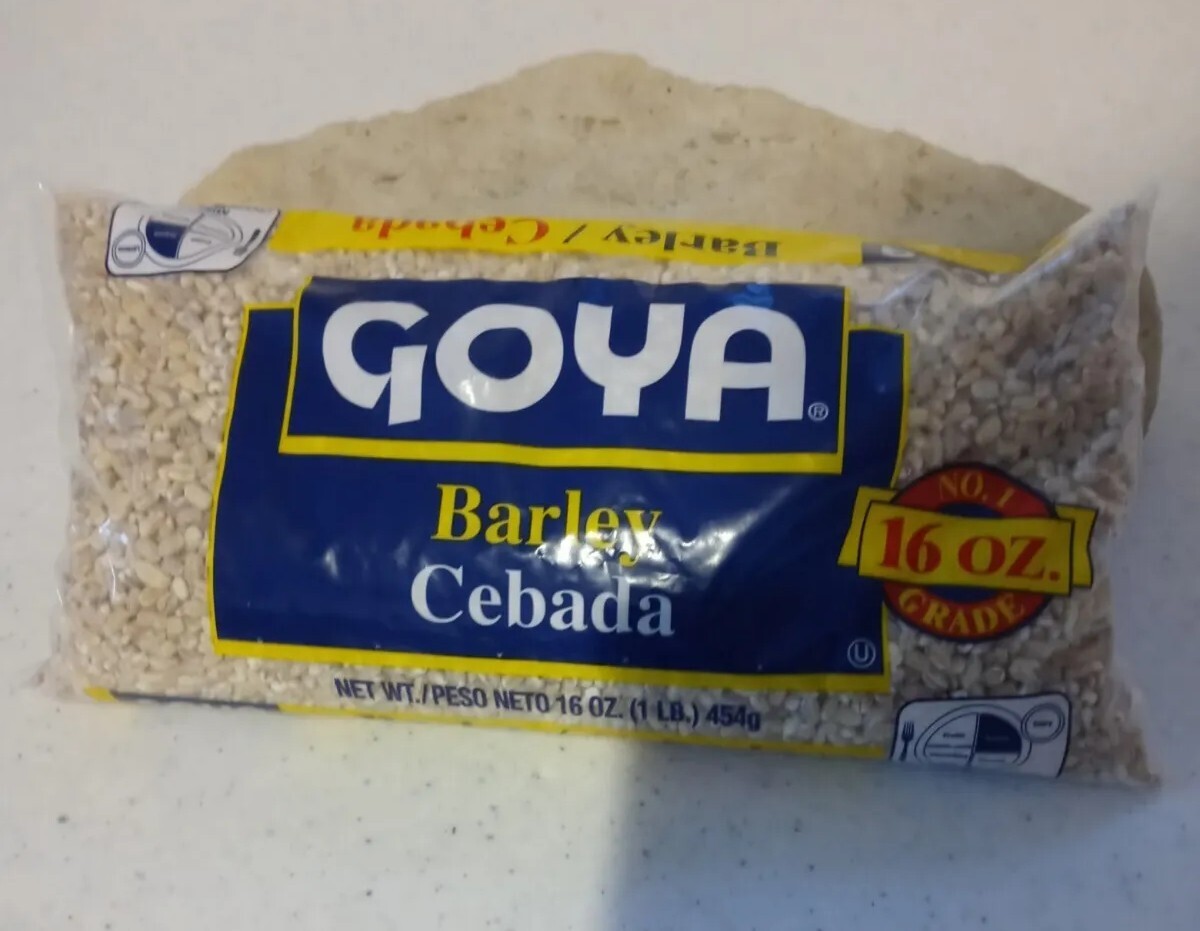 Barley / Cebada
GOYA®
Barley
Cebada
NO. 1
16 OZ.
GRADE
U
NET WT./PESO NETO 16 OZ. (1 LB.) 454g